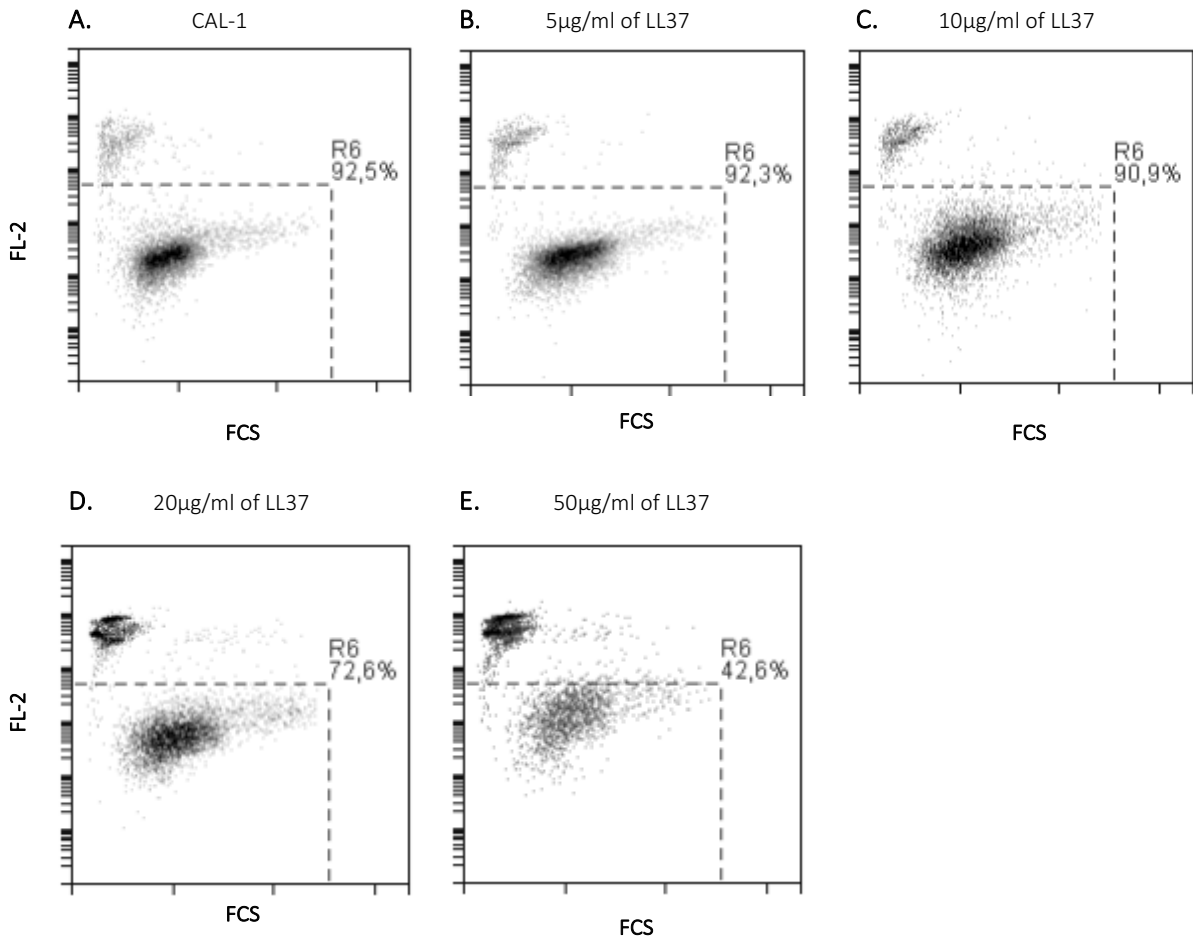 A.
CAL-1
B.
5µg/ml of LL37
C.
10µg/ml of LL37
R6
92,5%
R6
92,3%
R6
90,9%
FL-2
FCS
FCS
FCS
D.
20µg/ml of LL37
E.
50µg/ml of LL37
R6
72,6%
R6
42,6%
FL-2
FCS
FCS